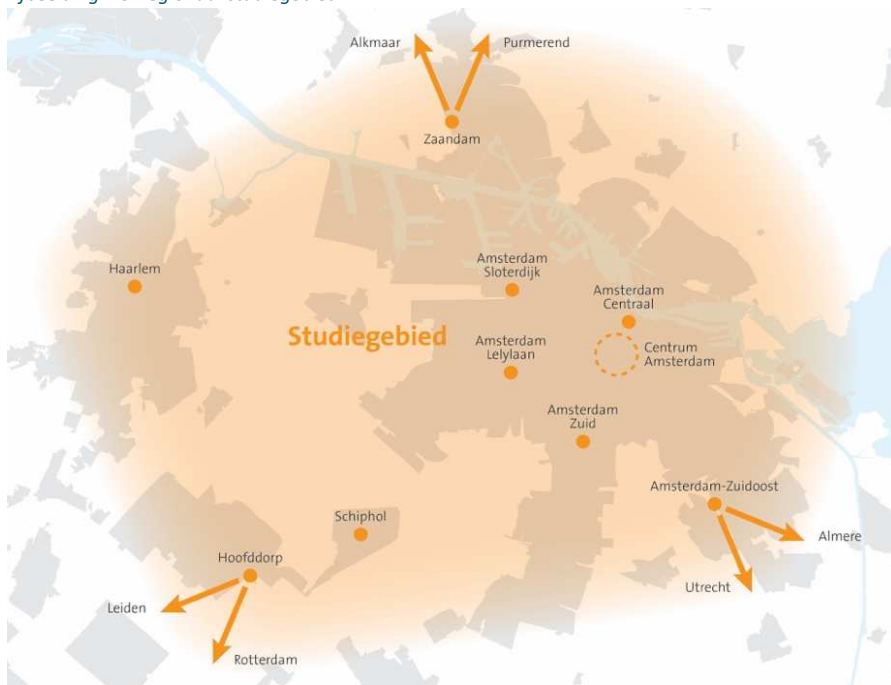 Alkmaar
Purmerend
Zaandam
Haarlem
Amsterdam
Sloterdijk
Amsterdam
Centraal
Studiegebied
Amsterdam
Lelylaan
Centrum
Amsterdam
Amsterdam
Zuid
Amsterdam-Zuidoost
Schiphol
Almere
Hoofddorp
Utrecht
Leiden
Rotterdam